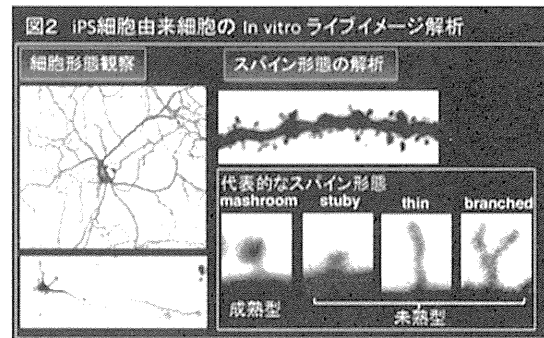 図2 iPS細胞由来細胞の In vitro ライブイメージ解析
細胞形態観察
スパイン形態の解析
代表的なスパイン形態
mashroom stuby thin branched
成熟型
未熟型